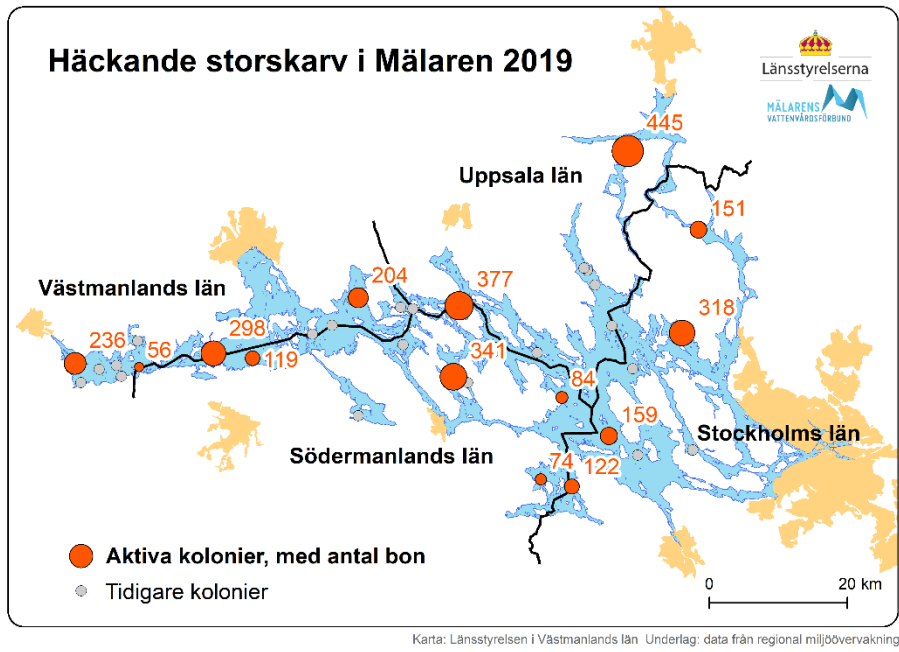 Häckande storskarv i Mälaren 2019
Länsstyrelserna
MÄLARENS
VATTENVÅRDSFÖRBUND
445
Uppsala län
151
204
377
Västmanlands län
318
298
236
56
119
341
84
159
Stockholms län
Södermanlands län
74
122
Aktiva kolonier, med antal bon
Tidigare kolonier
0
20 km
Karta: Länsstyrelsen i Västmanlands län Underlag: data från regional miljöövervakning